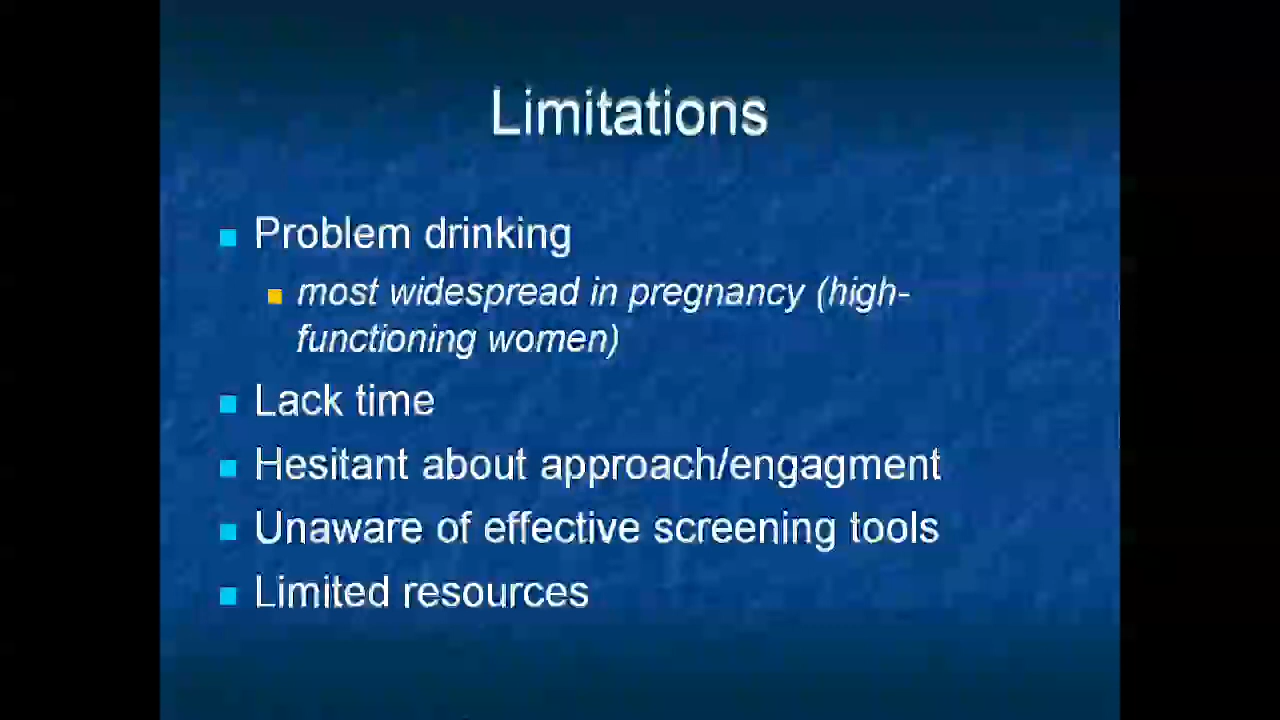 Limitations
Problem drinking
most widespread in pregnancy (high-
functioning women)
Lack time
Hesitant about approach/engagment
Unaware of effective screening tools
Limited resources